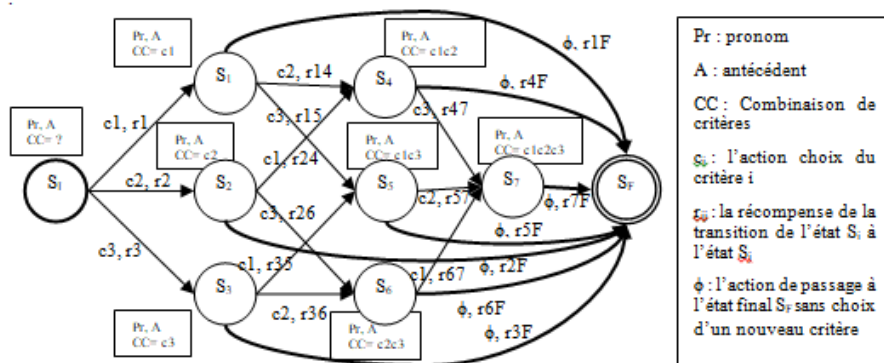 Pr, A
CC= c1
Pr, A
CC= c1c2
ϕ, r1F
S1
c2, r14
S4
ϕ, r4F
c3, r15
c3, r47
Pr, A
CC= ?
c1, r1
Pr, A
CC= c2
c1, r24
Pr, A
CC= c1c3
Pr, A
CC= c1c2c3
SI
c2, r2
S2
S5
c2, r57
S7
ϕ, r7F
SF
c3, r26
ϕ, r5F
c3, r3
c1, r35
c1, r67
ϕ, r2F
S3
c2, r36
S6
ϕ, r6F
Pr, A
CC= c3
Pr, A
CC= c2c3
ϕ, r3F
Pr : pronom
A : antécédent
CC : Combinaison de
critères
ci : l’action choix du
critère i
rij : la récompense de la
transition de l’état Si à
l’état Sj
ϕ : l’action de passage à
l’état final SF sans choix
d’un nouveau critère